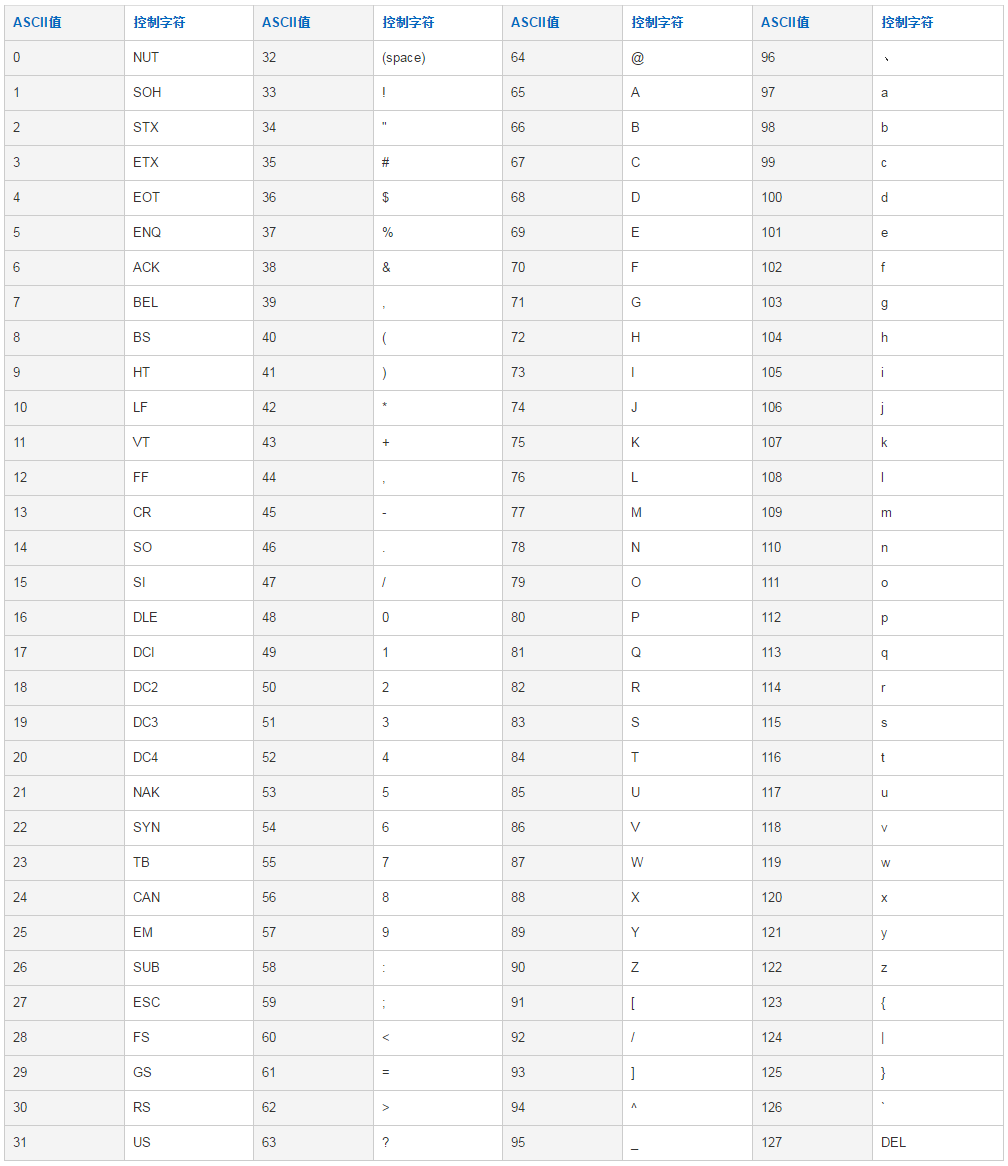 ASCII值 控制字符 ASCII值 控制字符 ASCII值 控制字符 ASCII值 控制字符
0 NUT 32 (space) 64 @ 96 、
1 SOH 33 ! 65 A 97 a
2 STX 34 " 66 B 98 b
3 ETX 35 # 67 C 99 c
4 EOT 36 $ 68 D 100 d
5 ENQ 37 % 69 E 101 e
6 ACK 38 & 70 F 102 f
7 BEL 39 , 71 G 103 g
8 BS 40 ( 72 H 104 h
9 HT 41 ) 73 I 105 i
10 LF 42 * 74 J 106 j
11 VT 43 + 75 K 107 k
12 FF 44 , 76 L 108 l
13 CR 45 - 77 M 109 m
14 SO 46 . 78 N 110 n
15 SI 47 / 79 O 111 o
16 DLE 48 0 80 P 112 p
17 DCI 49 1 81 Q 113 q
18 DC2 50 2 82 R 114 r
19 DC3 51 3 83 S 115 s
20 DC4 52 4 84 T 116 t
21 NAK 53 5 85 U 117 u
22 SYN 54 6 86 V 118 v
23 TB 55 7 87 W 119 w
24 CAN 56 8 88 X 120 x
25 EM 57 9 89 Y 121 y
26 SUB 58 : 90 Z 122 z
27 ESC 59 ; 91 [ 123 {
28 FS 60 < 92 / 124 |
29 GS 61 = 93 ] 125 }
30 RS 62 > 94 ^ 126 `
31 US 63 ? 95 _ 127 DEL